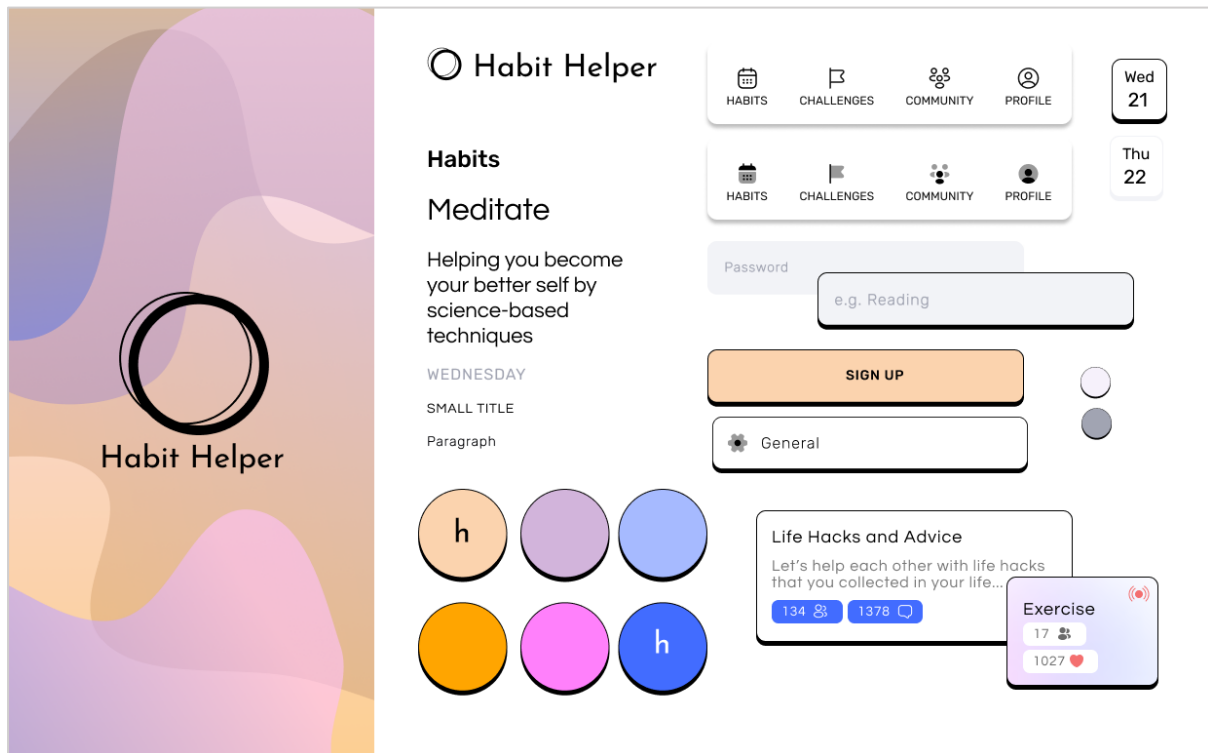 Habit Helper
Habit Helper
Habits
Meditate
Helping you become
your better self by
science-based
techniques
WEDNESDAY
SMALL TITLE
Paragraph
h
h
HABITS CHALLENGES COMMUNITY PROFILE
HABITS CHALLENGES COMMUNITY PROFILE
Wed
21
Thu
22
Password
e.g. Reading
SIGN UP
General
Life Hacks and Advice
Let's help each other with life hacks
that you collected in your life...
134 1378
Exercise
17
1027